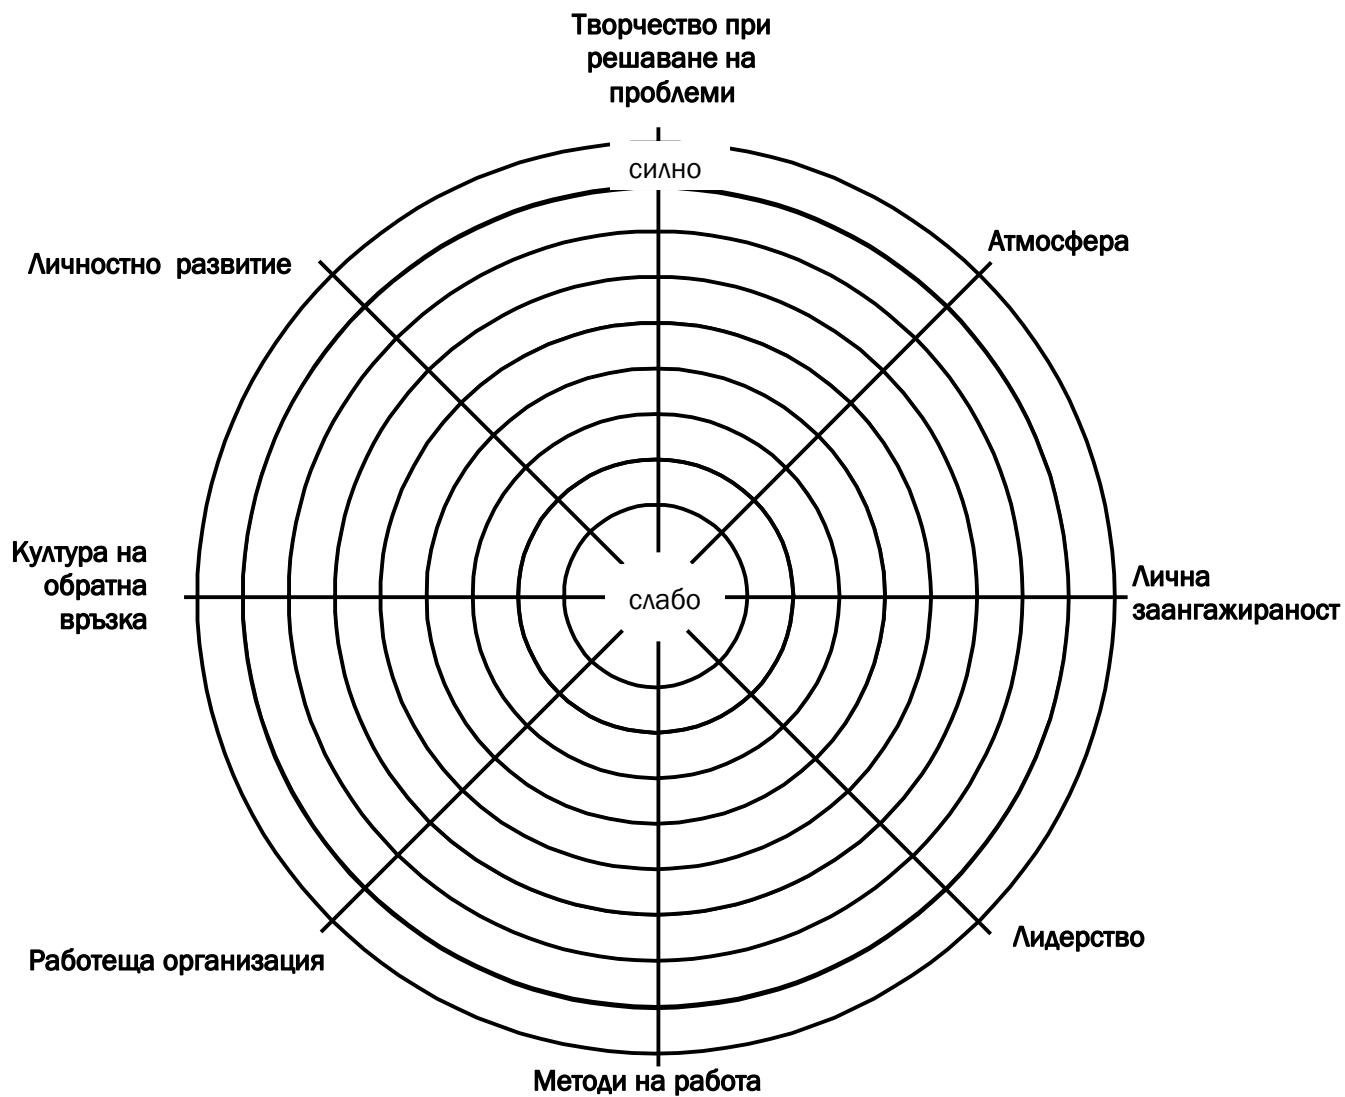 Творчество при
решаване на
проблеми
силно
Атмосфера
Личностно развитие
Култура на
обратна
връзка
слабо
Лична
заангажираност
Лидерство
Работеща организация
Методи на работа